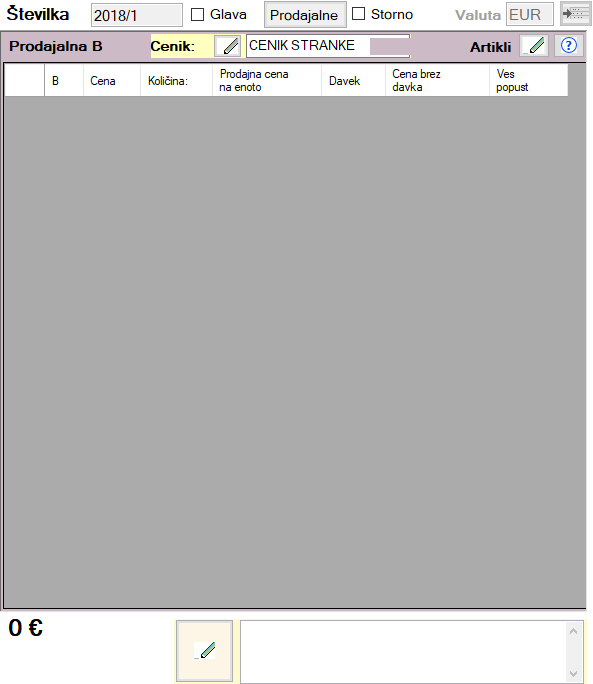 Številka 2018/1 Glava Prodajalne Storno Valuta EUR
Prodajalna B Cenik: CENIK STRANKE Artikli ?
B Cena Količina: Prodajna cena na enoto Davek Cena brez davka Ves popust
0 €